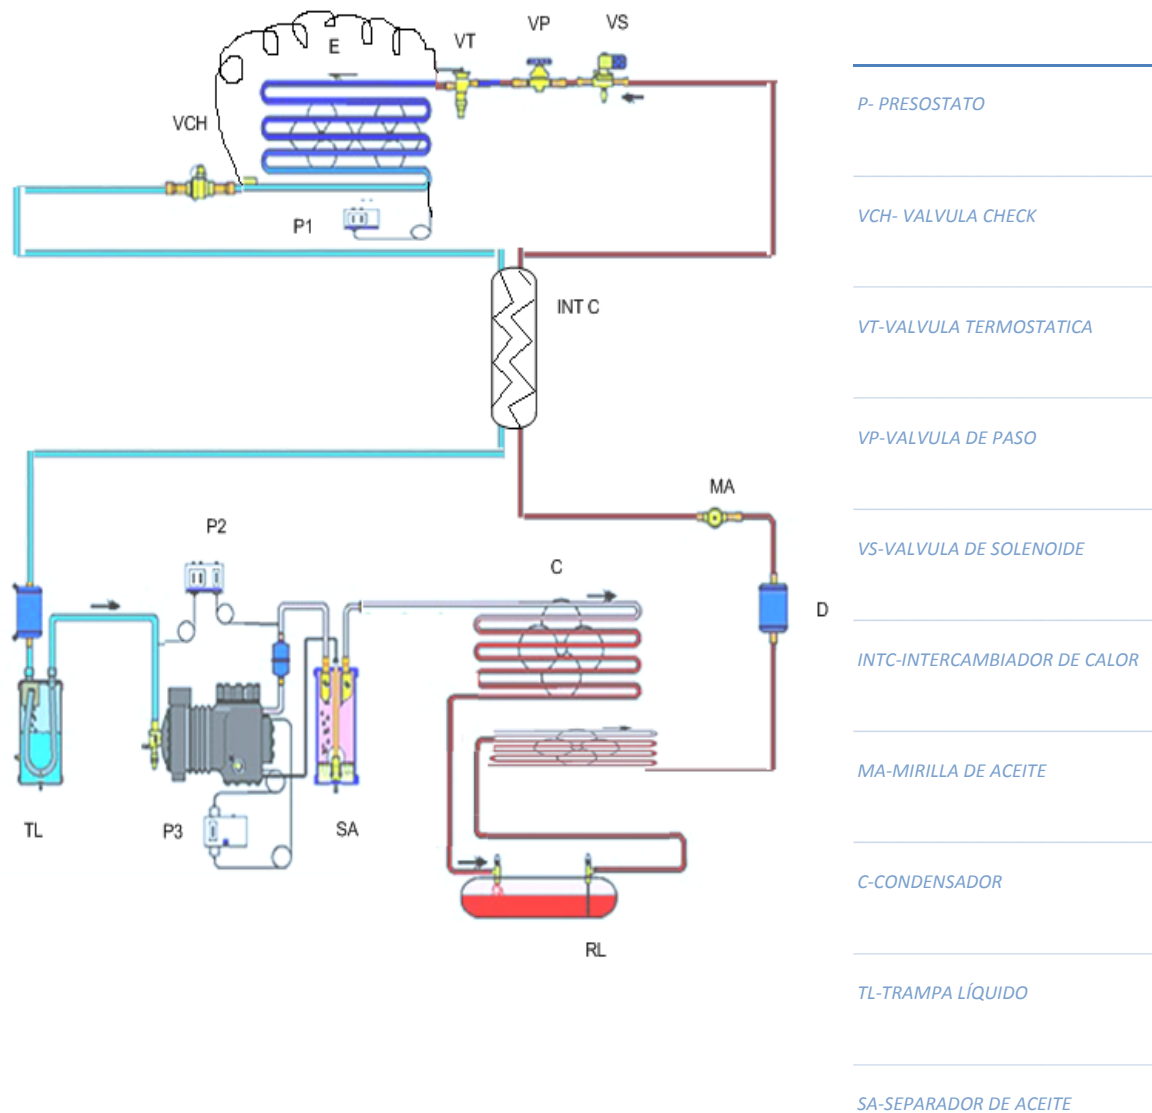 E
VT
VP
VS
VCH
P1
INT C
MA
P2
C
D
TL
P3
SA
RL
P- PRESOSTATO
VCH- VALVULA CHECK
VT-VALVULA TERMOSTATICA
VP-VALVULA DE PASO
VS-VALVULA DE SOLENOIDE
INTC-INTERCAMBIADOR DE CALOR
MA-MIRILLA DE ACEITE
C-CONDENSADOR
TL-TRAMPA LÍQUIDO
SA-SEPARADOR DE ACEITE